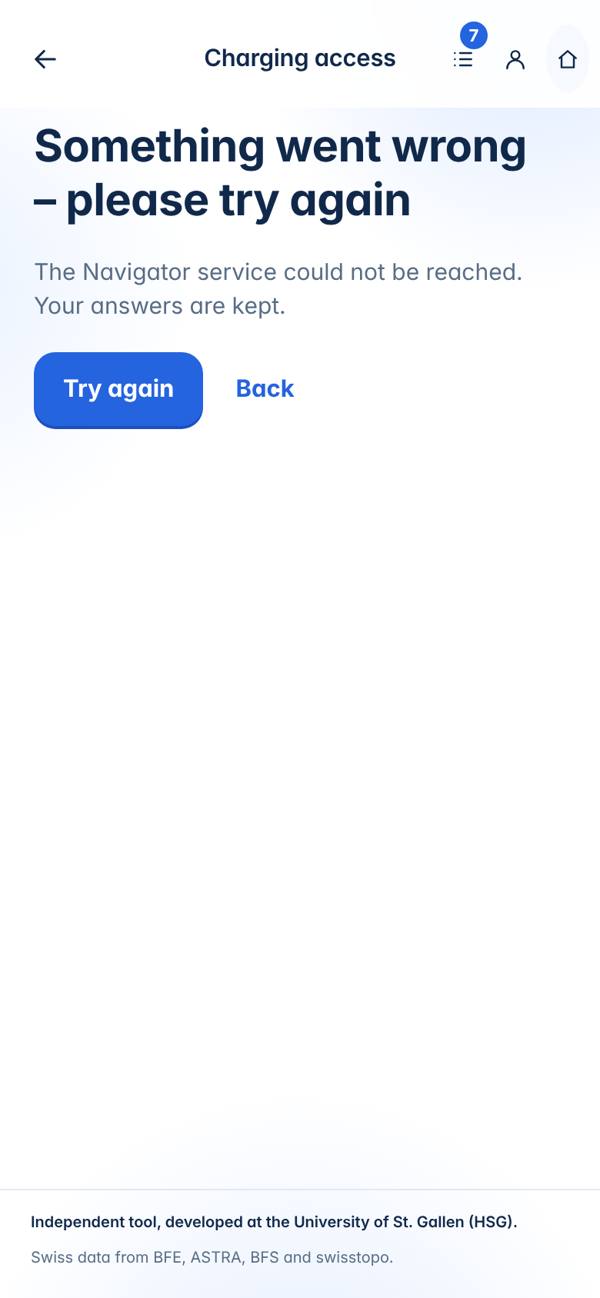 7
Charging access
Something went wrong
– please try again
The Navigator service could not be reached.
Your answers are kept.
Try again
Back
Independent tool, developed at the University of St. Gallen (HSG).
Swiss data from BFE, ASTRA, BFS and swisstopo.